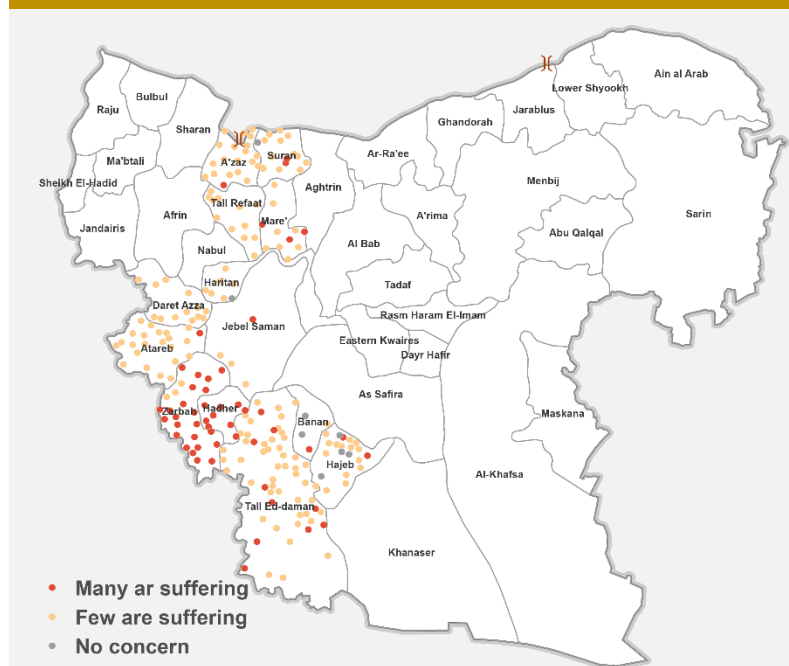 Ain al Arab
Lower Shyookh
Bulbul
Raju
Jarablus
Ghandorah
Sharan
Ar-Ra'ee
Suran
A'zaz
Ma'btali
Menbij
Sheikh El-Hadid
Aghtrin
Tall Refaat
Sarin
Afrin
Mare'
A'rima
Jandairis
Abu Qalqal
Al Bab
Nabul
Haritan
Tadaf
Daret Azza
Rasm Haram El-Imam
Jebel Saman
Eastern Kwaires
Atareb
Dayr Hafir
As Safira
Zarbah
Hadher
Maskana
Banan
Hajeb
Al-Khafsa
Tall Ed-daman
Khanaser
Many ar suffering
Few are suffering
No concern